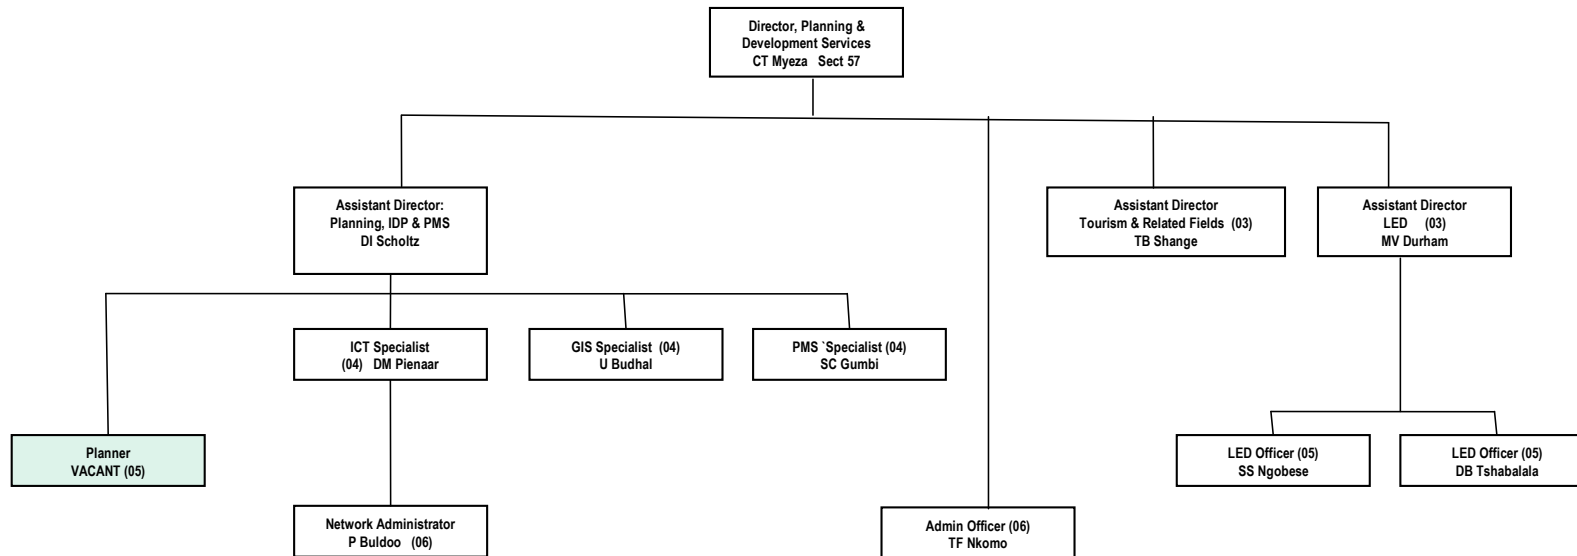 Director, Planning &
Development Services
CT Myeza Sect 57
Assistant Director:
Planning, IDP & PMS
DI Scholtz
Assistant Director
Tourism & Related Fields (03)
TB Shange
Assistant Director
LED (03)
MV Durham
ICT Specialist
(04) DM Pienaar
GIS Specialist (04)
U Budhal
PMS `Specialist (04)
SC Gumbi
Planner
VACANT (05)
LED Officer (05)
SS Ngobese
LED Officer (05)
DB Tshabalala
Network Administrator
P Buldoo (06)
Admin Officer (06)
TF Nkomo